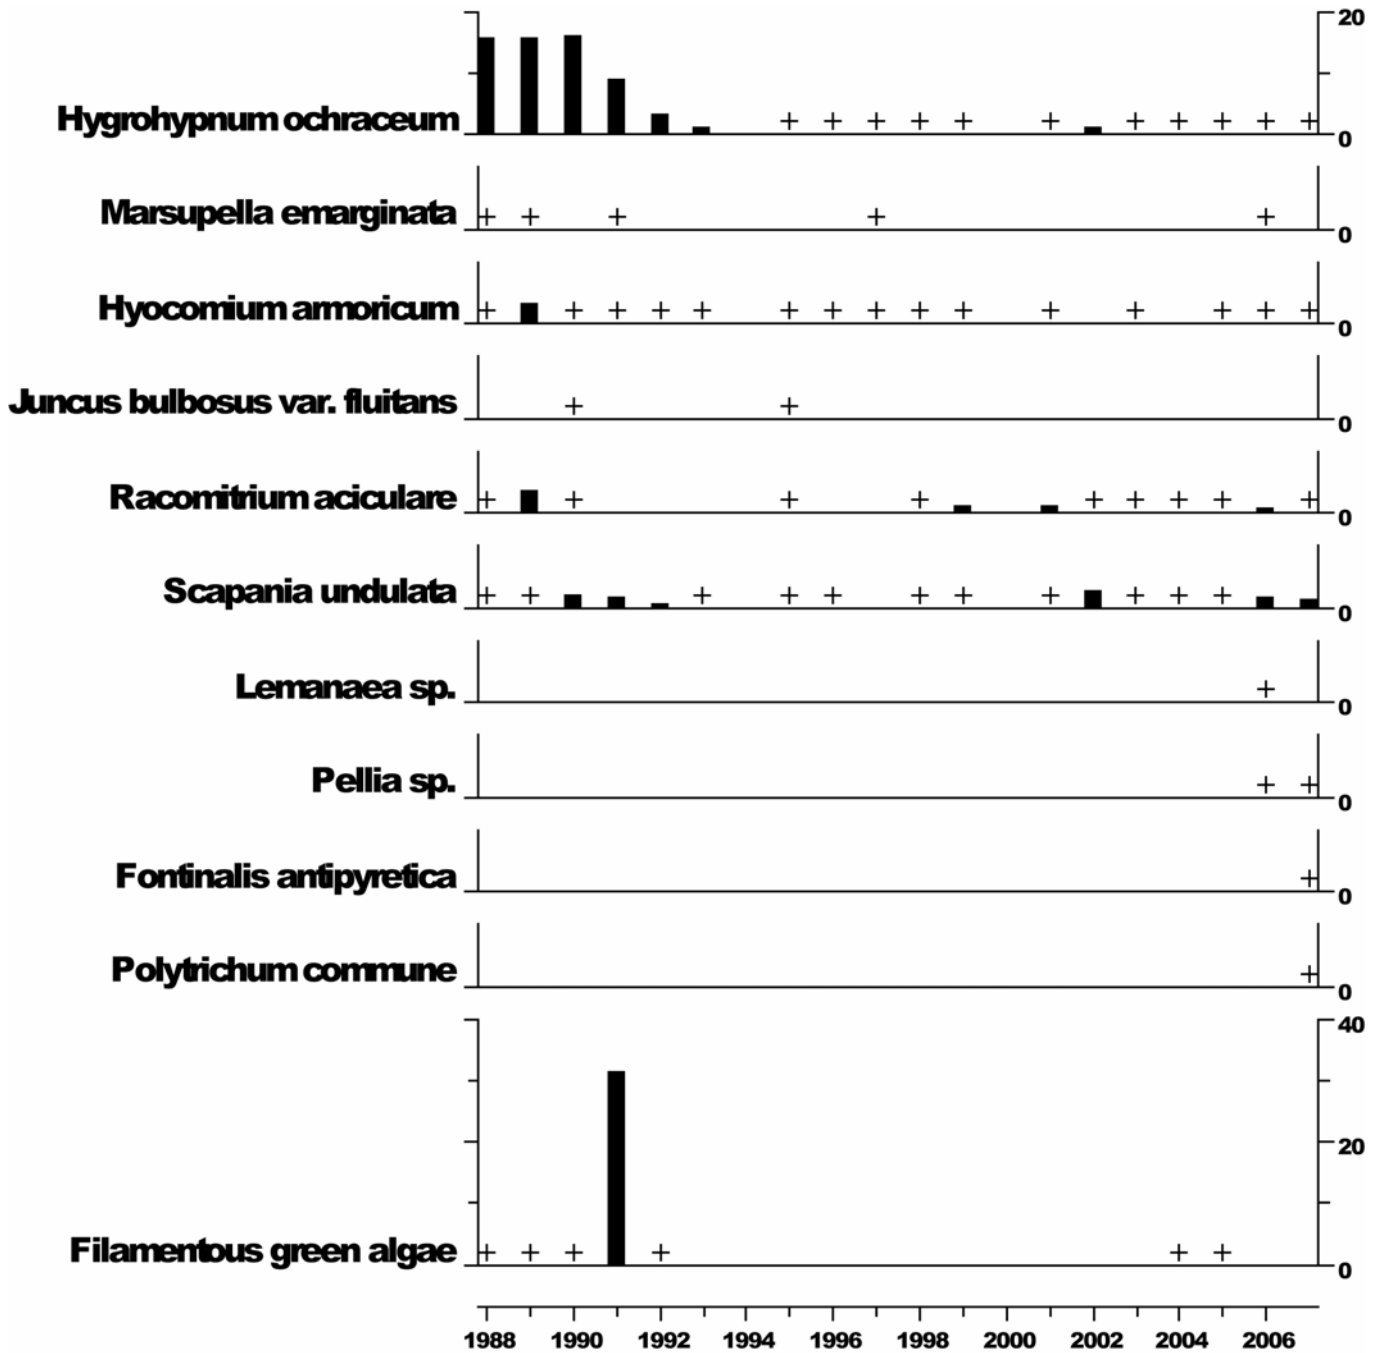 20
Hygrohypnum ochraceum
0
Marsupella emarginata
0
Hyocomium armoricum
0
Juncus bulbosus var. fluitans
0
Racomitrium aciculare
0
Scapania undulata
0
Lemanaea sp.
0
Pellia sp.
0
Fontinalis antipyretica
0
Polytrichum commune
0
40
20
Filamentous green algae
0
1988 1990 1992 1994 1996 1998 2000 2002 2004 2006